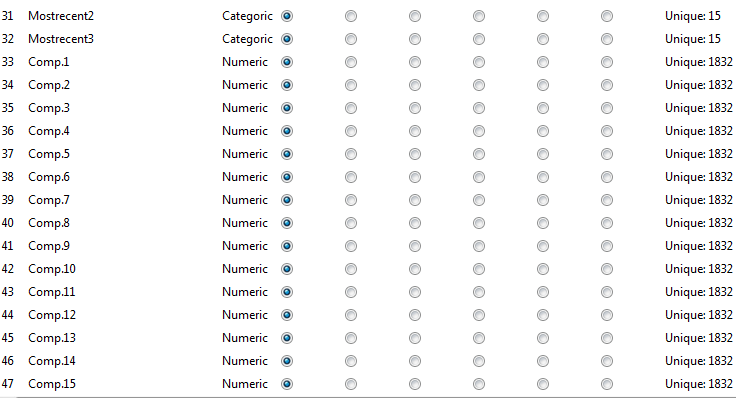 31 Mostrecent2 Categoric Unique: 15
32 Mostrecent3 Categoric Unique: 15
33 Comp.1 Numeric Unique: 1832
34 Comp.2 Numeric Unique: 1832
35 Comp.3 Numeric Unique: 1832
36 Comp.4 Numeric Unique: 1832
37 Comp.5 Numeric Unique: 1832
38 Comp.6 Numeric Unique: 1832
39 Comp.7 Numeric Unique: 1832
40 Comp.8 Numeric Unique: 1832
41 Comp.9 Numeric Unique: 1832
42 Comp.10 Numeric Unique: 1832
43 Comp.11 Numeric Unique: 1832
44 Comp.12 Numeric Unique: 1832
45 Comp.13 Numeric Unique: 1832
46 Comp.14 Numeric Unique: 1832
47 Comp.15 Numeric Unique: 1832